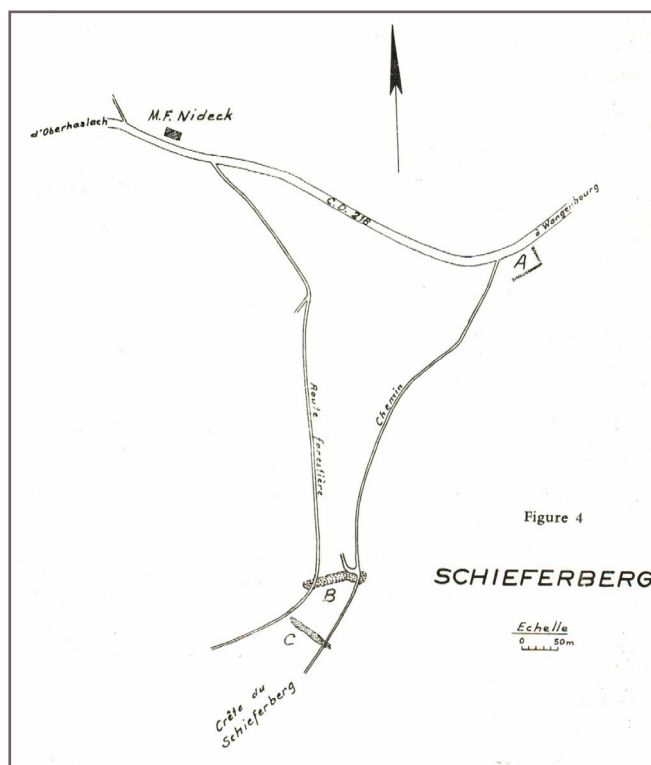 M.F. Nideck
d'Oberhaslach
C.D. 218
à Wangenbourg
A
Route forestière
Chemin
Figure 4
SCHIEFERBERG
B
Echelle
0 50m
C
Crête du
Schieferberg